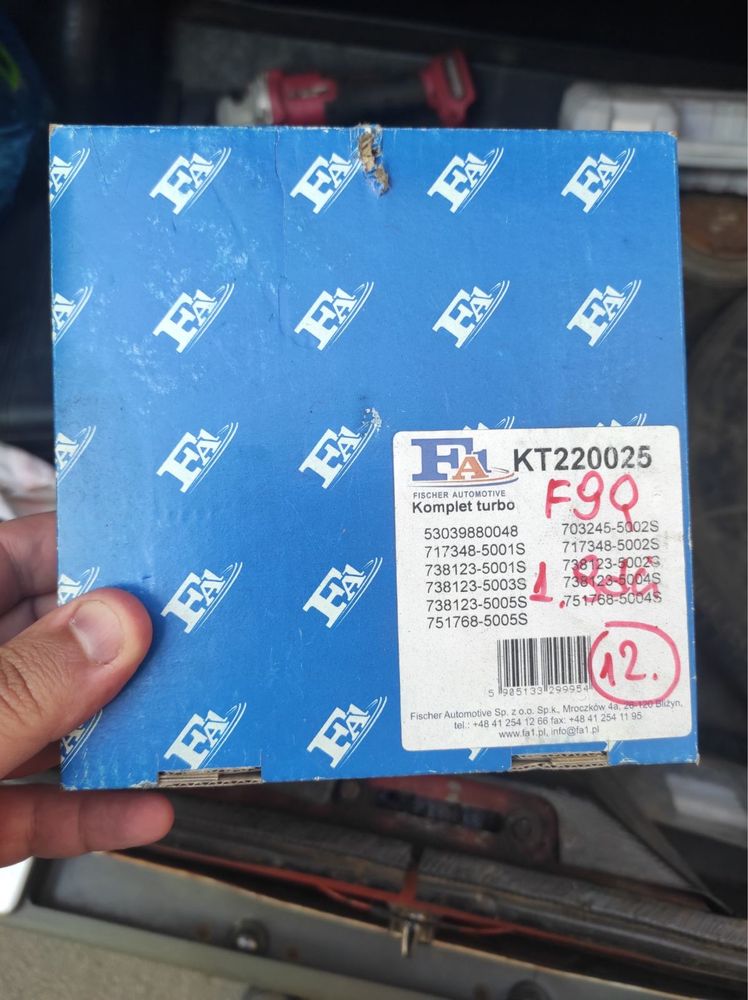 FA1
FA1 KT220025
FISCHER AUTOMOTIVE
Komplet turbo
F9Q
53039880048 703245-5002S
717348-5001S 717348-5002S
738123-5001S 738123-5002S
738123-5003S 738123-5004S
738123-5005S 751768-5004S
751768-5005S
12.
5 905133 299954
Fischer Automotive Sp. z o.o. Sp.k. Mroczków 4a, 26-120 Bliżyn,
tel.: +48 41 254 12 66 fax: +48 41 254 11 95
www.fa1.pl, info@fa1.pl